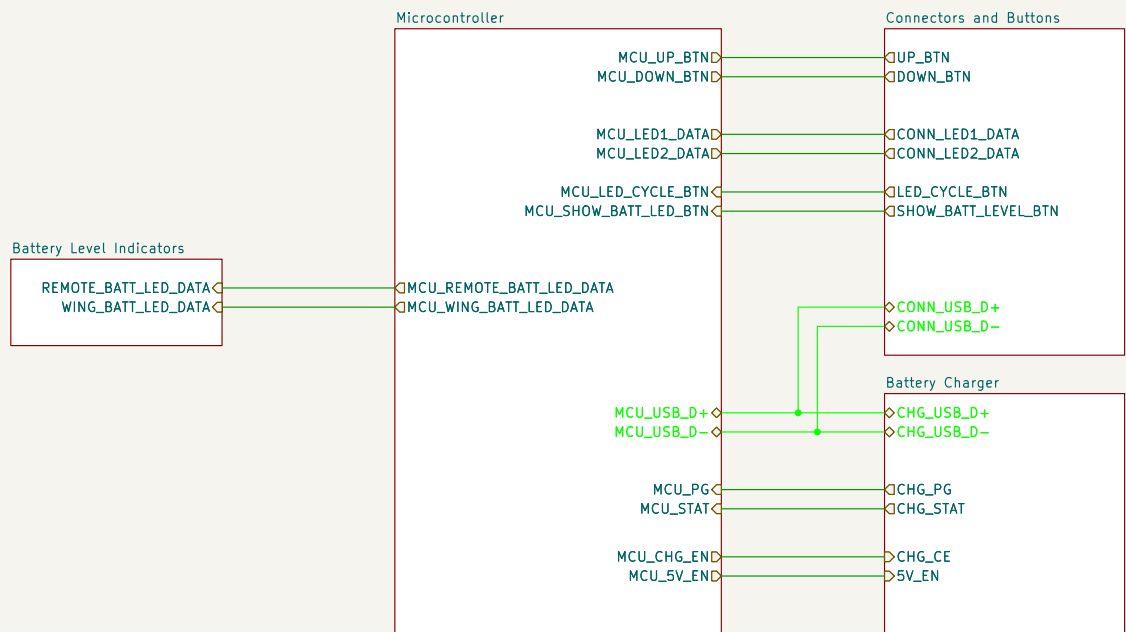 Microcontroller
MCU_UP_BTN
MCU_DOWN_BTN
MCU_LED1_DATA
MCU_LED2_DATA
MCU_LED_CYCLE_BTN
MCU_SHOW_BATT_LED_BTN
MCU_REMOTE_BATT_LED_DATA
MCU_WING_BATT_LED_DATA
MCU_USB_D+
MCU_USB_D-
MCU_PG
MCU_STAT
MCU_CHG_EN
MCU_5V_EN
Connectors and Buttons
UP_BTN
DOWN_BTN
CONN_LED1_DATA
CONN_LED2_DATA
LED_CYCLE_BTN
SHOW_BATT_LEVEL_BTN
CONN_USB_D+
CONN_USB_D-
Battery Level Indicators
REMOTE_BATT_LED_DATA
WING_BATT_LED_DATA
Battery Charger
CHG_USB_D+
CHG_USB_D-
CHG_PG
CHG_STAT
CHG_CE
5V_EN